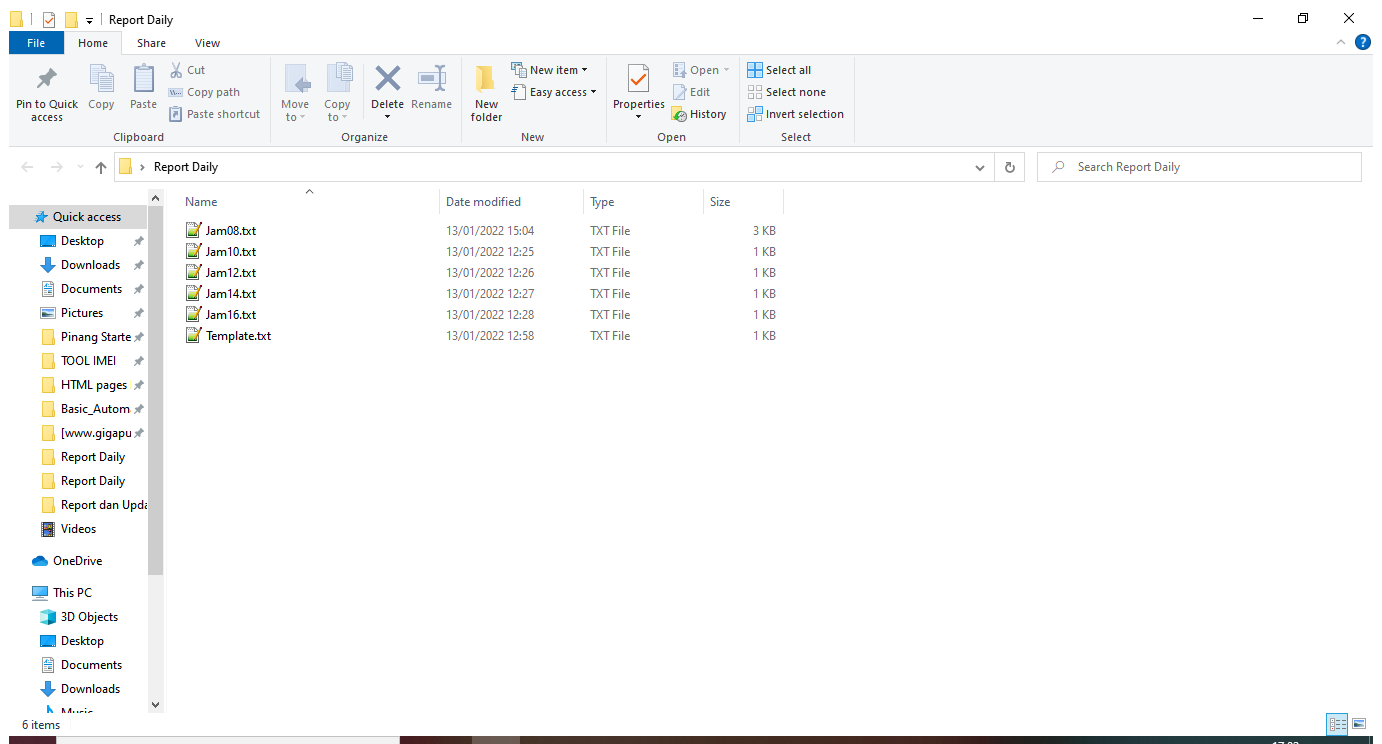 Report Daily
File Home Share View
Pin to Quick access
Copy
Paste
Cut
Copy path
Paste shortcut
Clipboard
Move to
Copy to
Delete
Rename
Organize
New folder
New item
Easy access
New
Properties
Open
Edit
History
Open
Select all
Select none
Invert selection
Select
Report Daily
Search Report Daily
Quick access
Desktop
Downloads
Documents
Pictures
Pinang Starte
TOOL IMEI
HTML pages
Basic_Autom
[www.gigapu
Report Daily
Report Daily
Report dan Upda
Videos
OneDrive
This PC
3D Objects
Desktop
Documents
Downloads
Music
Name Date modified Type Size
Jam08.txt 13/01/2022 15:04 TXT File 3 KB
Jam10.txt 13/01/2022 12:25 TXT File 1 KB
Jam12.txt 13/01/2022 12:26 TXT File 1 KB
Jam14.txt 13/01/2022 12:27 TXT File 1 KB
Jam16.txt 13/01/2022 12:28 TXT File 1 KB
Template.txt 13/01/2022 12:58 TXT File 1 KB
6 items